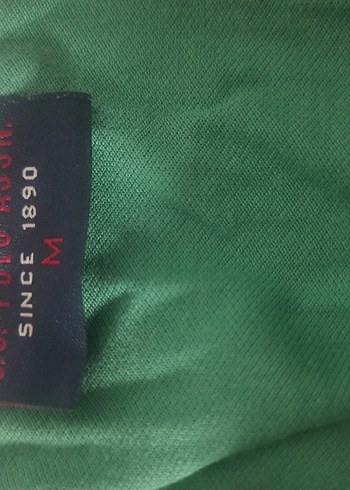 U.S. POLO ASSN.
SINCE 1890
M